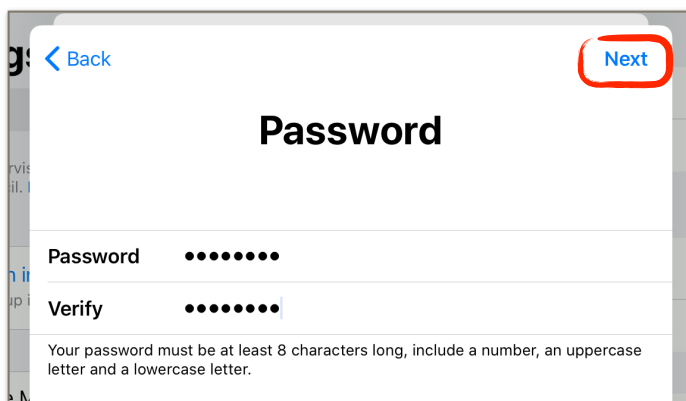 Back
Next
Password
Password ●●●●●●●●
Verify ●●●●●●●●
Your password must be at least 8 characters long, include a number, an uppercase
letter and a lowercase letter.